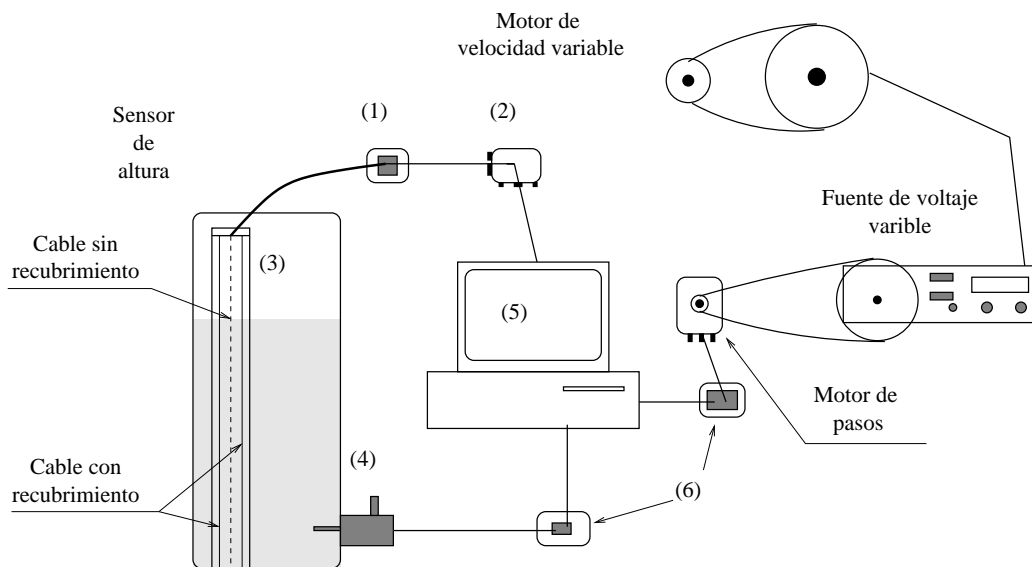 Motor de
velocidad variable
Sensor
de
altura
(1)
(2)
Fuente de voltaje
varible
Cable sin
recubrimiento
(3)
(5)
Motor de
pasos
Cable con
recubrimiento
(4)
(6)